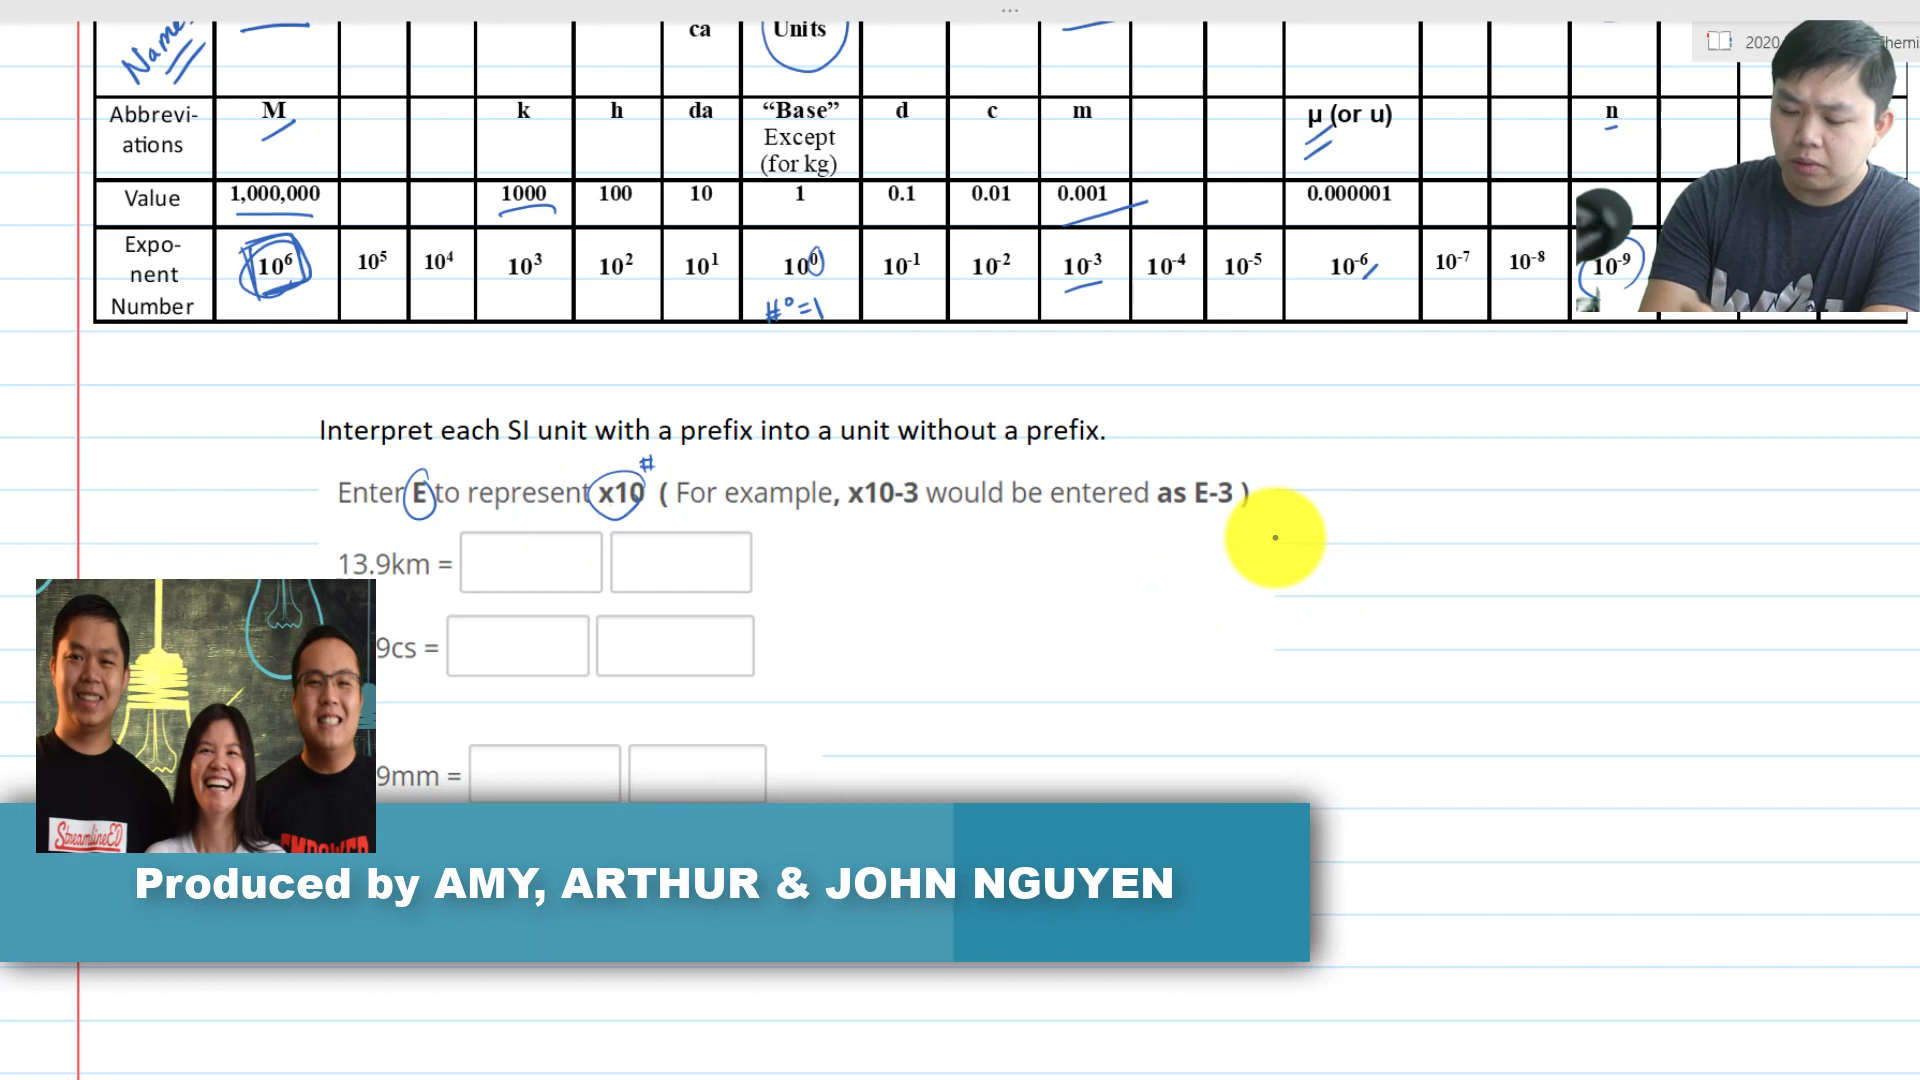 ...
2020
Name
ca
Units
Abbrevi-
ations
M
k
h
da
“Base”
Except
(for kg)
d
c
m
µ (or u)
n
Value
1,000,000
1000
100
10
1
0.1
0.01
0.001
0.000001
Expo-
nent
Number
10⁶
10⁵
10⁴
10³
10²
10¹
10⁰
10⁻¹
10⁻²
10⁻³
10⁻⁴
10⁻⁵
10⁻⁶
10⁻⁷
10⁻⁸
10⁻⁹
#⁰=1
Interpret each SI unit with a prefix into a unit without a prefix.
#
Enter E to represent x10 ( For example, x10-3 would be entered as E-3 )
13.9km =
9cs =
9mm =
StreamlineED
EMPOWER
Produced by AMY, ARTHUR & JOHN NGUYEN